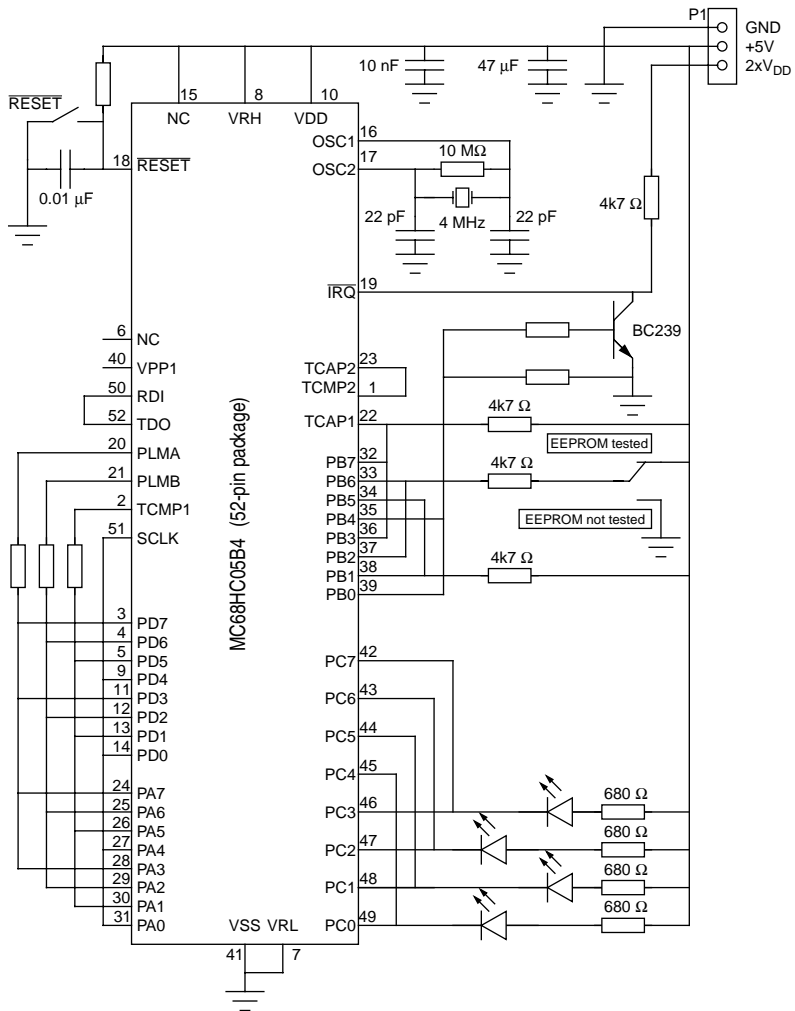 P1
GND
+5V
2xVDD
10 nF
47 µF
15
8
10
NC
VRH
VDD
RESET
18
RESET
0.01 µF
OSC1
16
OSC2
17
10 MΩ
22 pF
4 MHz
22 pF
4k7 Ω
IRQ
19
BC239
6
NC
40
VPP1
50
RDI
52
TDO
20
PLMA
21
PLMB
2
TCMP1
51
SCLK
TCAP2
23
TCMP2
1
TCAP1
22
4k7 Ω
EEPROM tested
PB7
32
PB6
33
4k7 Ω
PB5
34
PB4
35
EEPROM not tested
PB3
36
PB2
37
PB1
38
4k7 Ω
PB0
39
MC68HC05B4 (52-pin package)
3
PD7
4
PD6
5
PD5
9
PD4
11
PD3
12
PD2
13
PD1
14
PD0
24
PA7
25
PA6
26
PA5
27
PA4
28
PA3
29
PA2
30
PA1
31
PA0
PC7
42
PC6
43
PC5
44
PC4
45
PC3
46
680 Ω
PC2
47
680 Ω
PC1
48
680 Ω
PC0
49
680 Ω
VSS
VRL
41
7